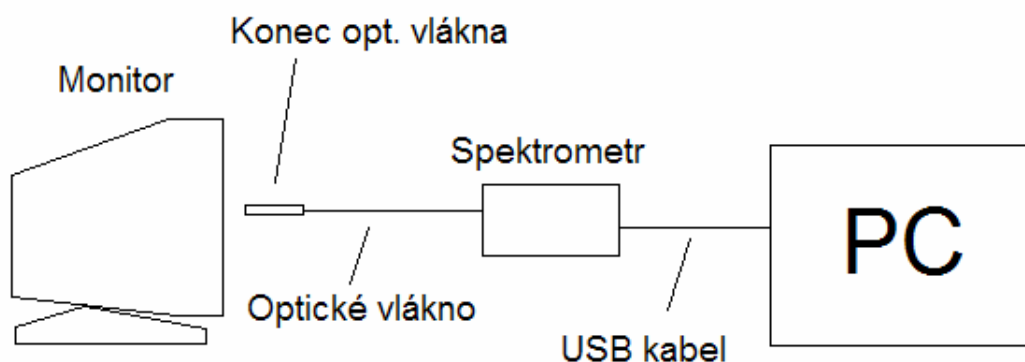 Konec opt. vlákna
Monitor
Spektrometr
PC
Optické vlákno
USB kabel